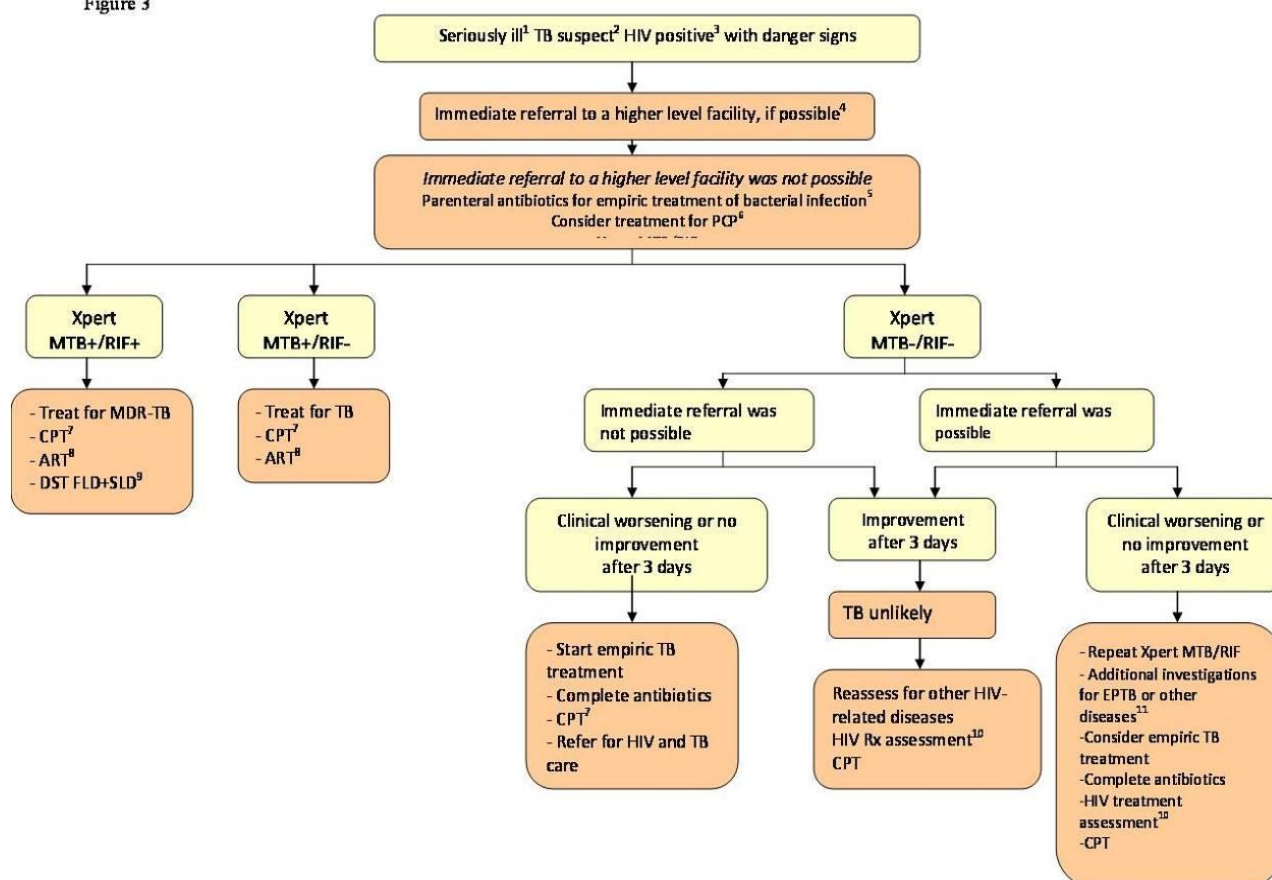 Figure 3
Seriously ill¹ TB suspect² HIV positive³ with danger signs
Immediate referral to a higher level facility, if possible⁴
Immediate referral to a higher level facility was not possible
Parenteral antibiotics for empiric treatment of bacterial infection⁵
Consider treatment for PCP⁶
Xpert
MTB+/RIF+
Xpert
MTB+/RIF-
Xpert
MTB-/RIF-
- Treat for MDR-TB
- CPT⁷
- ART⁸
- DST FLD+SLD⁹
- Treat for TB
- CPT⁷
- ART⁸
Immediate referral was
not possible
Immediate referral was
possible
Clinical worsening or no
improvement
after 3 days
Improvement
after 3 days
Clinical worsening or
no improvement
after 3 days
- Start empiric TB
treatment
- Complete antibiotics
- CPT⁷
- Refer for HIV and TB
care
TB unlikely
Reassess for other HIV-
related diseases
HIV Rx assessment¹⁰
CPT
- Repeat Xpert MTB/RIF
- Additional investigations
for EPTB or other
diseases¹¹
-Consider empiric TB
treatment
-Complete antibiotics
-HIV treatment
assessment¹⁰
-CPT